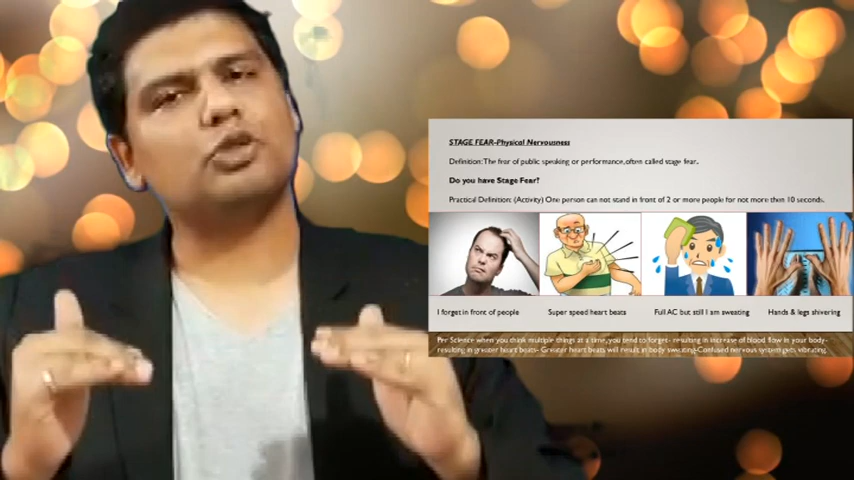 STAGE FEAR-Physical Nervousness
Definition: The fear of public speaking or performance, often called stage fear.
Do you have Stage Fear?
Practical Definition: (Activity) One person can not stand in front of 2 or more people for not more then 10 seconds.
I forget in front of people
Super speed heart beats
Full AC but still I am sweating
Hands & legs shivering
Per Science when you think multiple things at a time, you tend to forget- resulting in increase of blood flow in your body-
resulting in greater heart beats- Greater heart beats will result in body sweating-Confused nervous system gets vibrating.